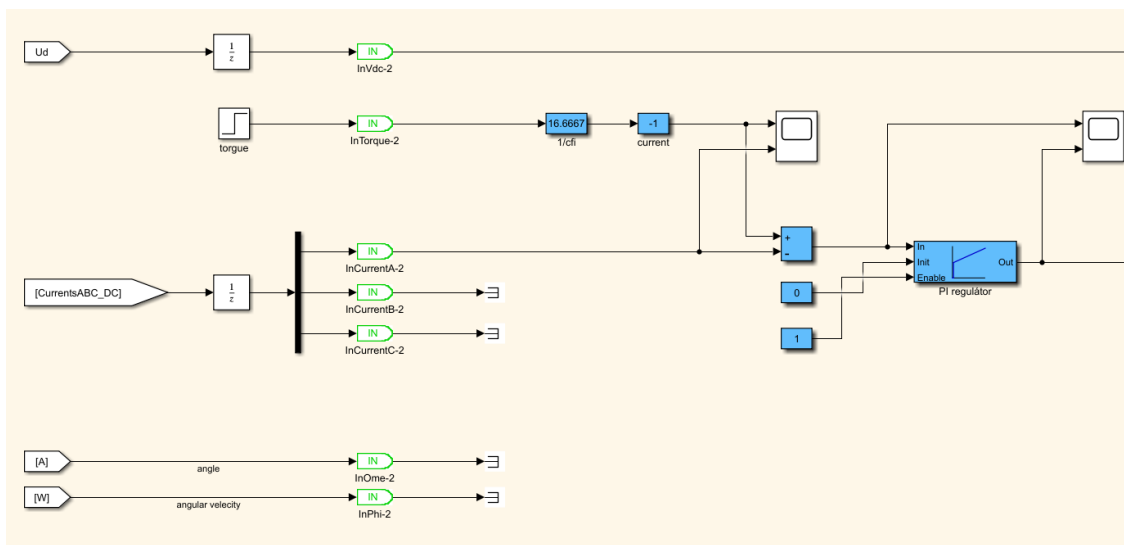 Ud
1
z
IN
InVdc-2
torgue
IN
InTorque-2
16.6667
1/cfi
-1
current
+
-
In
Init
Enable
Out
PI regulátor
0
1
[CurrentsABC_DC]
1
z
IN
InCurrentA-2
IN
InCurrentB-2
IN
InCurrentC-2
[A]
angle
IN
InOme-2
[W]
angular velecity
IN
InPhi-2